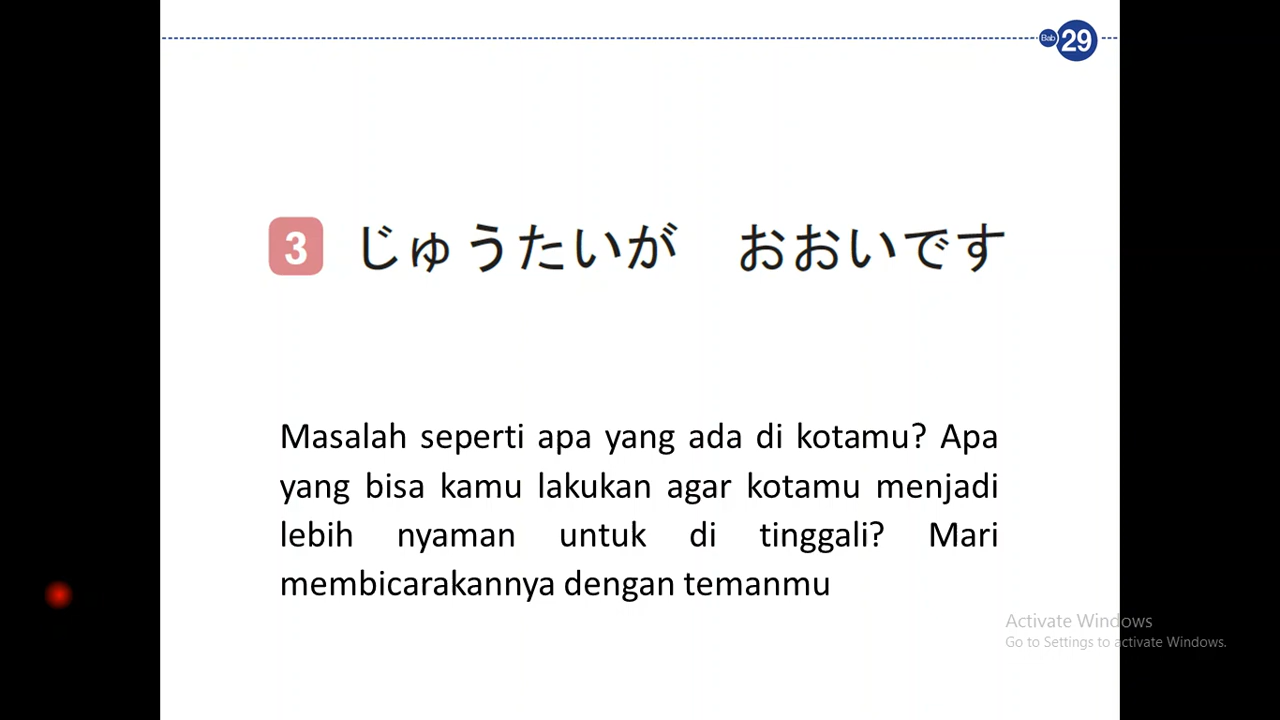 Bab 29
3 じゅうたいが　おおいです
Masalah seperti apa yang ada di kotamu? Apa
yang bisa kamu lakukan agar kotamu menjadi
lebih nyaman untuk di tinggali? Mari
membicarakannya dengan temanmu
Activate Windows
Go to Settings to activate Windows.